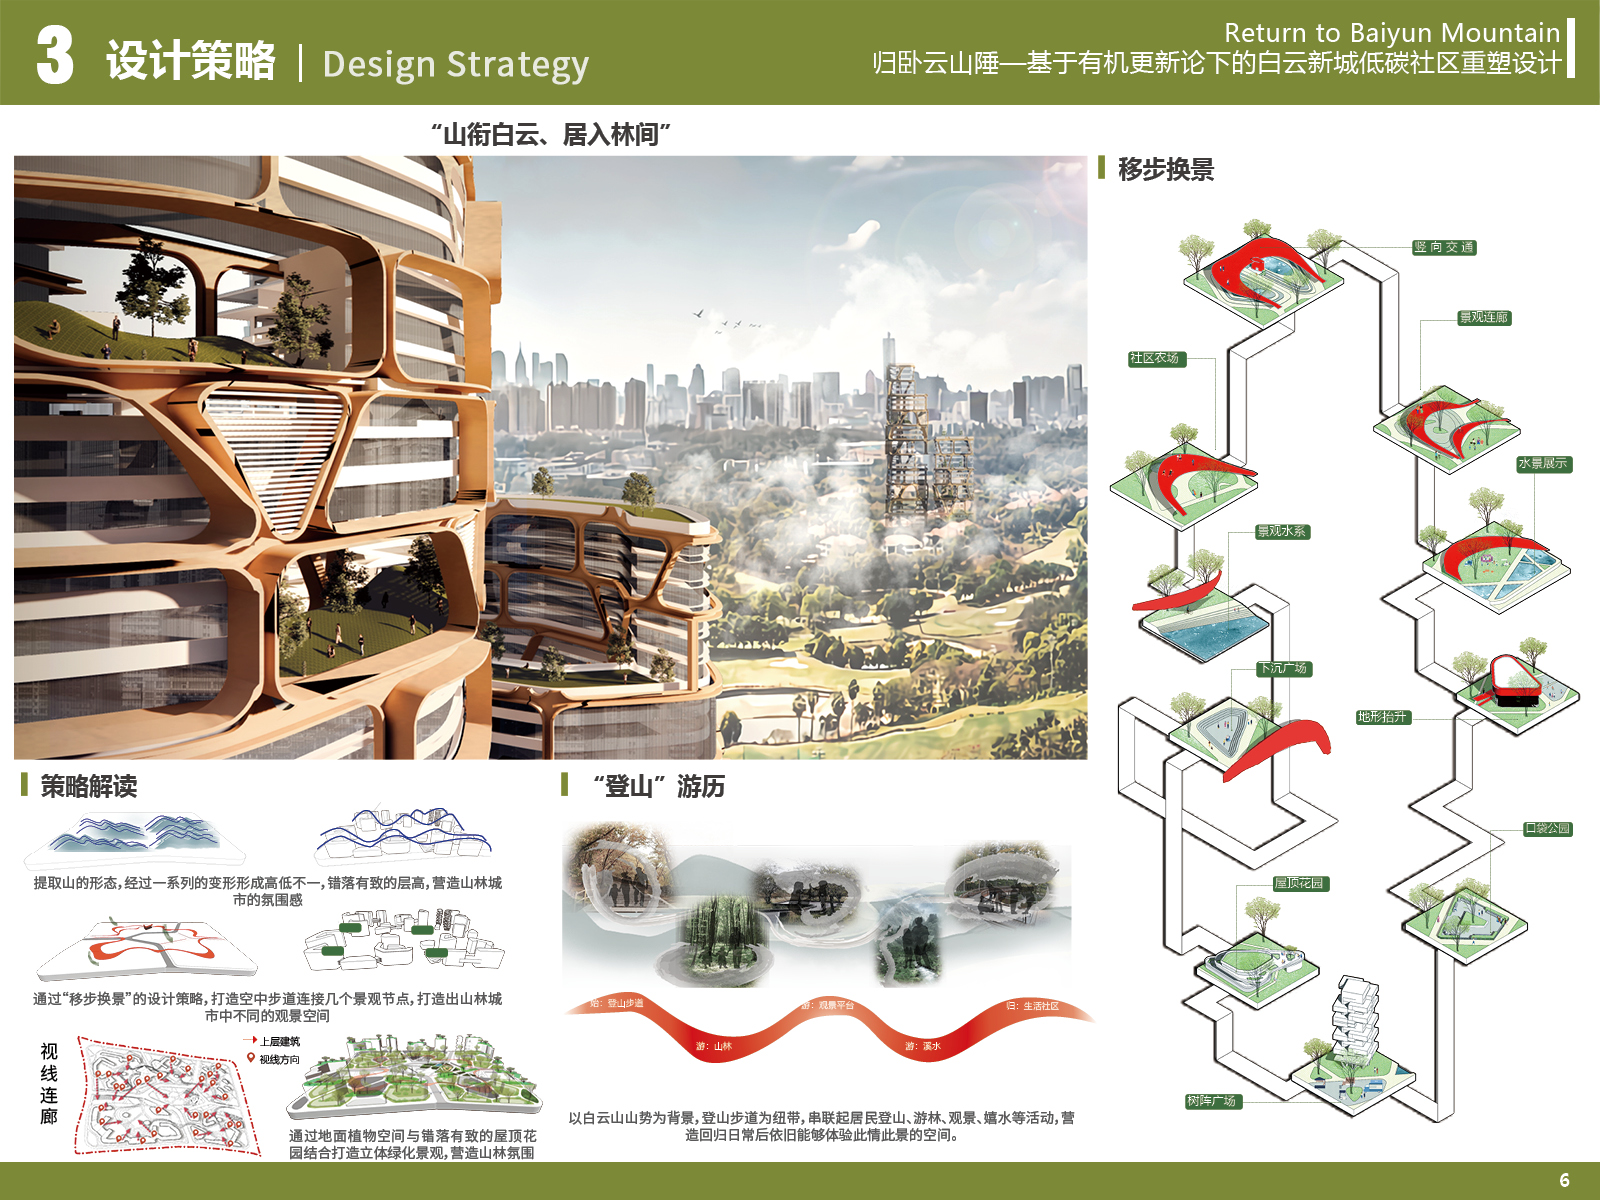 3 设计策略 | Design Strategy
Return to Baiyun Mountain
归卧云山陲—基于有机更新论下的白云新城低碳社区重塑设计
“山衔白云、居入林间”
移步换景
竖向交通
景观连廊
社区农场
水景展示
景观水系
下沉广场
地形抬升
口袋公园
屋顶花园
树阵广场
策略解读
提取山的形态，经过一系列的变形形成高低不一，错落有致的层高，营造山林城
市的氛围感
通过“移步换景”的设计策略，打造空中步道连接几个景观节点，打造出山林城
市中不同的观景空间
视线连廊
上层建筑
视线方向
通过地面植物空间与错落有致的屋顶花
园结合打造立体绿化景观，营造山林氛围
“登山”游历
始：登山步道
游：山林
游：观景平台
游：溪水
归：生活社区
以白云山山势为背景，登山步道为纽带，串联起居民登山、游林、观景、嬉水等活动，营
造回归日常后依旧能够体验此情此景的空间。
6